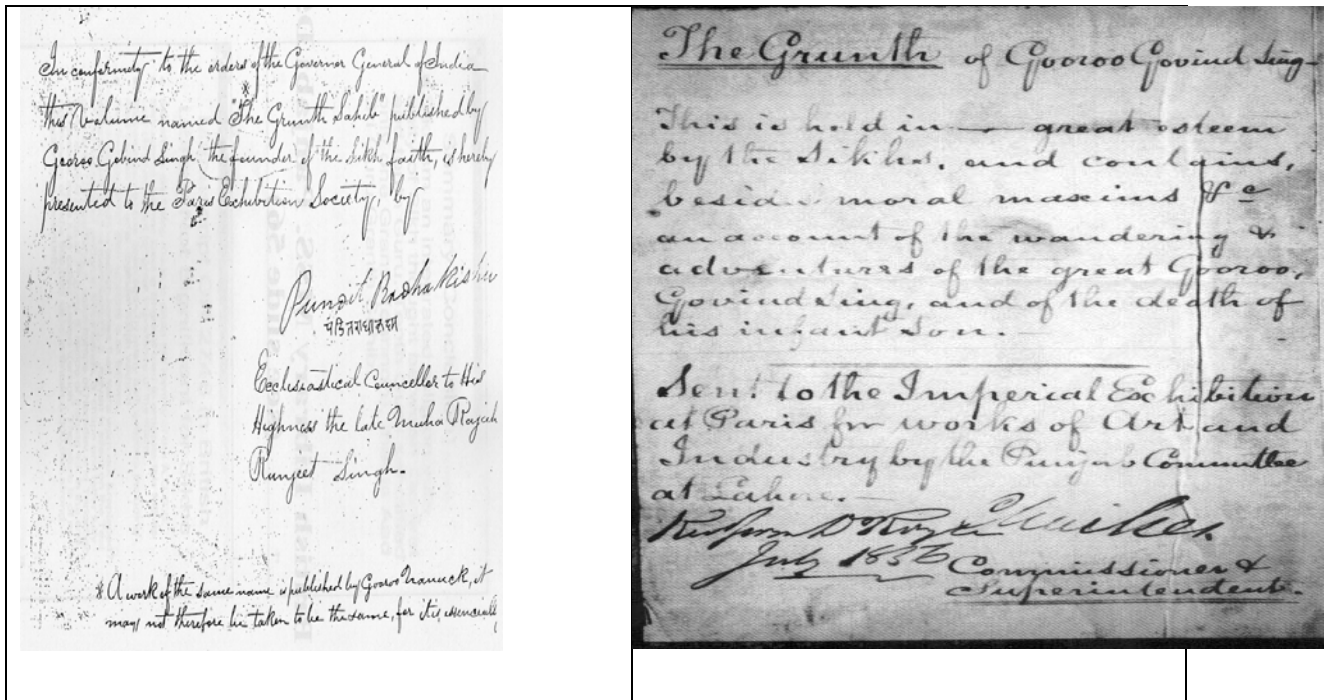 In conformity to the orders of the Governor General of India
this Volume named "The Grunth Sahib" published by
Gooroo Gobind Singh, the founder of the Sikh faith, is hereby
presented to the Paris Exhibition Society, by
Pundit Radha Kishen
Ecclesiastical Councellor to His
Highness the late Muha Rajah
Runjeet Singh.
* A work of the same name is published by Gooroo Nanuck, it
may not therefore be taken to be the same, for it is essenciall
The Grunth of Gooroo Govind Sing
This is held in great esteem
by the Sikhs, and contains,
besides moral maxims &c
an account of the wandering &
adventures of the great Gooroo,
Govind Sing, and of the death of
his infant son.
Sent to the Imperial Exhibition
at Paris for works of Art and
Industry by the Punjab Committee
at Lahore.
July 1856
Commissioner &
Superintendent.